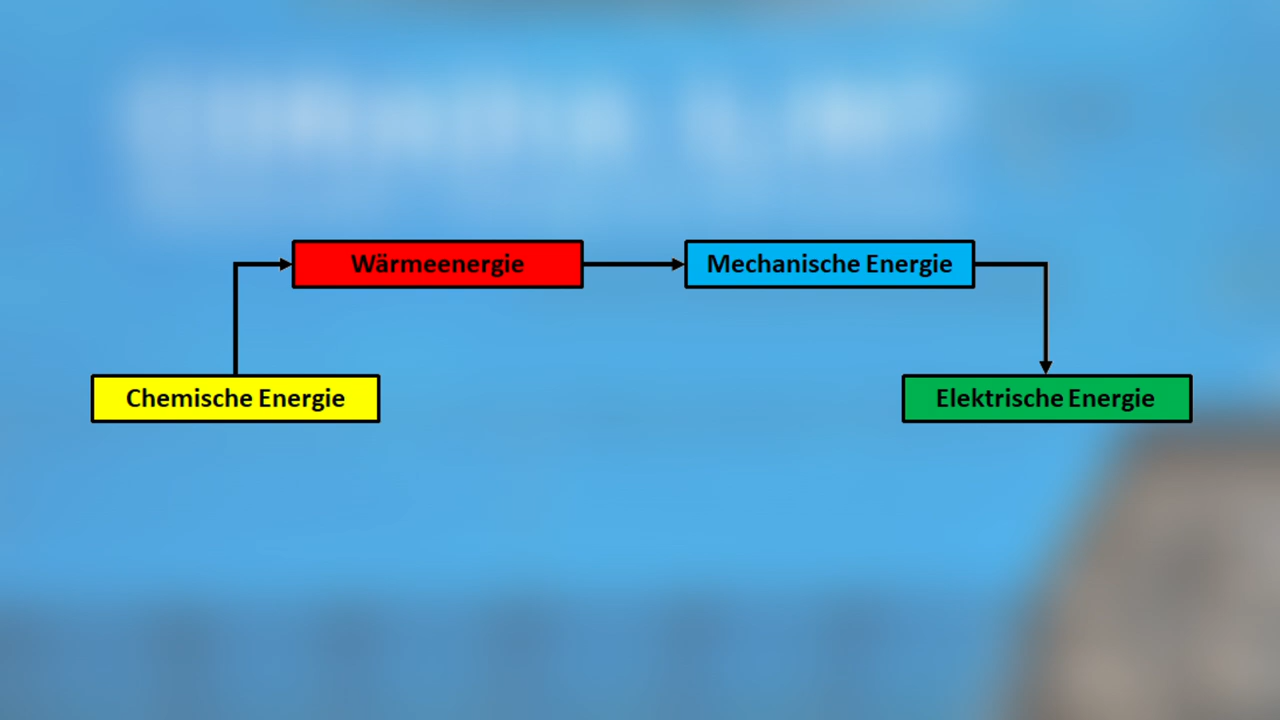 Wärmeenergie
Mechanische Energie
Chemische Energie
Elektrische Energie